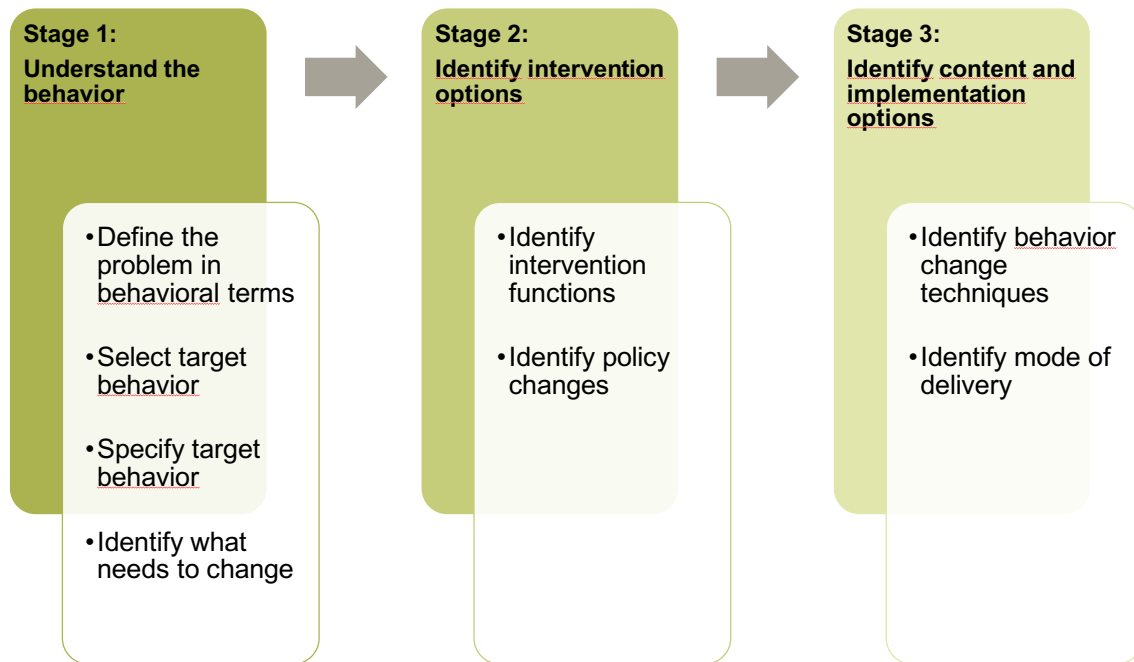 Stage 1:
Understand the
behavior
•Define the
problem in
behavioral terms
•Select target
behavior
•Specify target
behavior
•Identify what
needs to change
Stage 2:
Identify intervention
options
•Identify
intervention
functions
•Identify policy
changes
Stage 3:
Identify content and
implementation
options
•Identify behavior
change
techniques
•Identify mode of
delivery